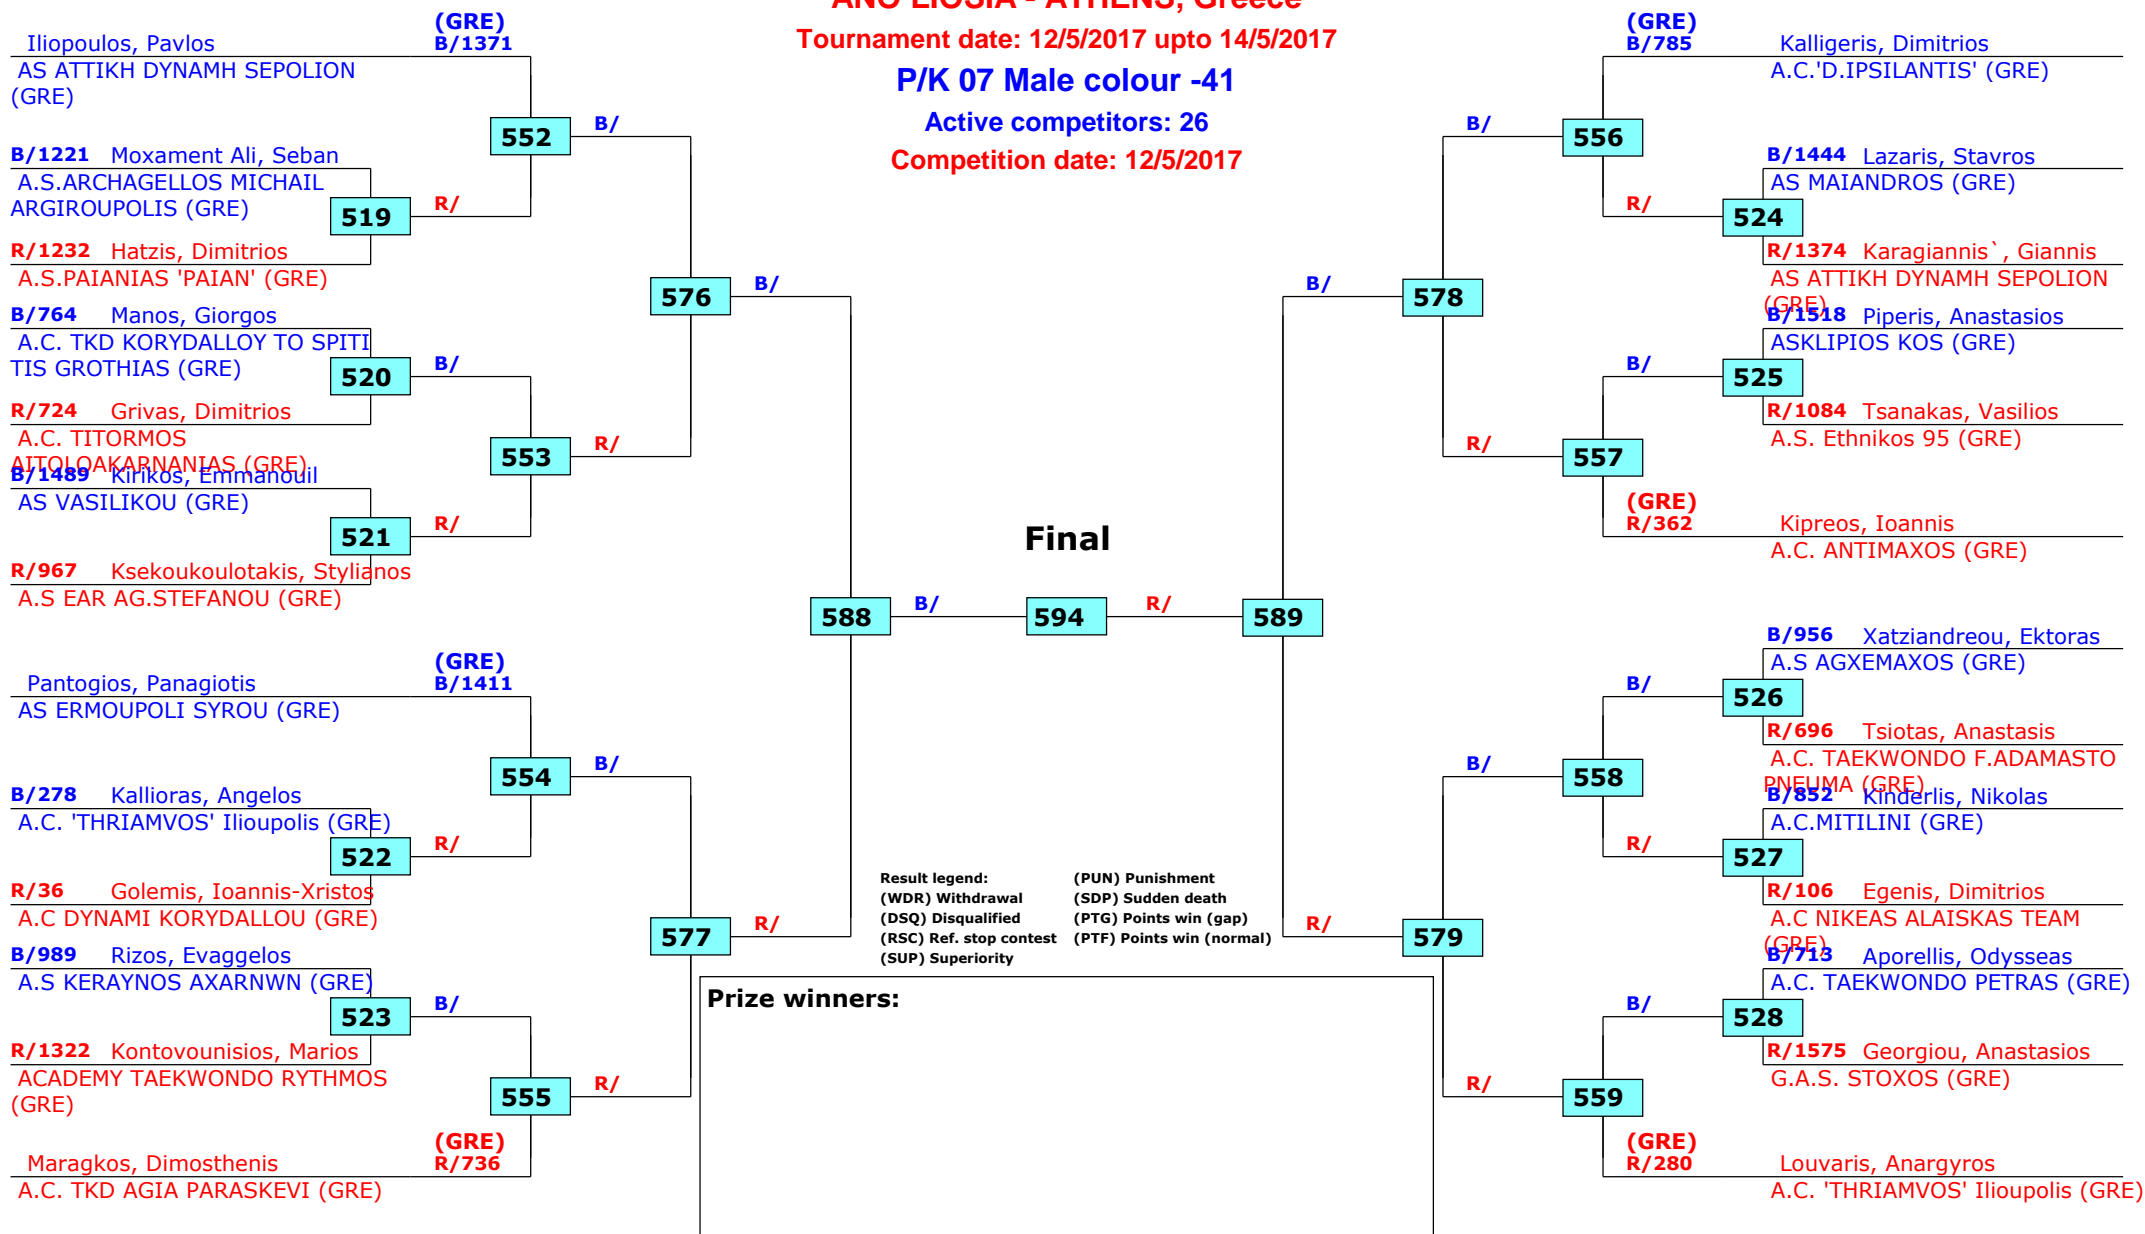 ANO LIOSIA - ATHENS, Greece
Tournament date: 12/5/2017 upto 14/5/2017
P/K 07 Male colour -41
Active competitors: 26
Competition date: 12/5/2017
(GRE)
Iliopoulos, Pavlos B/1371
AS ATTIKH DYNAMH SEPOLION
(GRE)
552
B/
B/1221 Moxament Ali, Seban
A.S.ARCHAGELLOS MICHAIL
ARGIROUPOLIS (GRE)
519
R/
R/1232 Hatzis, Dimitrios
A.S.PAIANIAS 'PAIAN' (GRE)
576
B/
B/764 Manos, Giorgos
A.C. TKD KORYDALLOY TO SPITI
TIS GROTHIAS (GRE)
520
B/
R/724 Grivas, Dimitrios
A.C. TITORMOS
AITOLOAKARNANIAS (GRE)
553
R/
B/1489 Kirikos, Emmanouil
AS VASILIKOU (GRE)
521
R/
R/967 Ksekoukoulotakis, Stylianos
A.S EAR AG.STEFANOU (GRE)
Final
588
B/
594
R/
589
(GRE)
Pantogios, Panagiotis B/1411
AS ERMOUPOLI SYROU (GRE)
554
B/
B/278 Kallioras, Angelos
A.C. 'THRIAMVOS' Ilioupolis (GRE)
522
R/
R/36 Golemis, Ioannis-Xristos
A.C DYNAMI KORYDALLOU (GRE)
577
R/
B/989 Rizos, Evaggelos
A.S KERAYNOS AXARNWN (GRE)
523
B/
R/1322 Kontovounisios, Marios
ACADEMY TAEKWONDO RYTHMOS
(GRE)
555
R/
(GRE)
Maragkos, Dimosthenis R/736
A.C. TKD AGIA PARASKEVI (GRE)
(GRE)
B/785 Kalligeris, Dimitrios
A.C.'D.IPSILANTIS' (GRE)
B/
556
B/1444 Lazaris, Stavros
AS MAIANDROS (GRE)
R/
524
R/1374 Karagiannis`, Giannis
AS ATTIKH DYNAMH SEPOLION
(GRE)
B/
578
B/1518 Piperis, Anastasios
ASKLIPIOS KOS (GRE)
B/
525
R/1084 Tsanakas, Vasilios
A.S. Ethnikos 95 (GRE)
R/
557
(GRE)
R/362 Kipreos, Ioannis
A.C. ANTIMAXOS (GRE)
B/956 Xatziandreou, Ektoras
A.S AGXEMAXOS (GRE)
B/
526
R/696 Tsiotas, Anastasis
A.C. TAEKWONDO F.ADAMASTO
PNEUMA (GRE)
B/
558
B/852 Kinderlis, Nikolas
A.C.MITILINI (GRE)
R/
527
R/106 Egenis, Dimitrios
A.C NIKEAS ALAISKAS TEAM
(GRE)
R/
579
B/713 Aporellis, Odysseas
A.C. TAEKWONDO PETRAS (GRE)
B/
528
R/1575 Georgiou, Anastasios
G.A.S. STOXOS (GRE)
R/
559
(GRE)
R/280 Louvaris, Anargyros
A.C. 'THRIAMVOS' Ilioupolis (GRE)
Result legend: (PUN) Punishment
(WDR) Withdrawal (SDP) Sudden death
(DSQ) Disqualified (PTG) Points win (gap)
(RSC) Ref. stop contest (PTF) Points win (normal)
(SUP) Superiority
Prize winners: